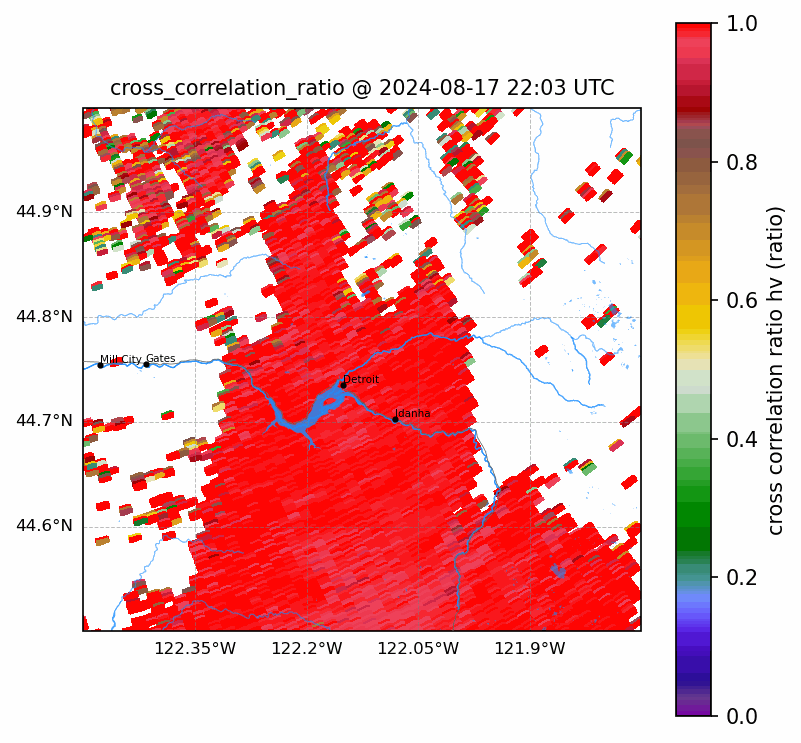 cross_correlation_ratio @ 2024-08-17 22:03 UTC
44.9°N
44.8°N
44.7°N
44.6°N
122.35°W
122.2°W
122.05°W
121.9°W
Mill City
Gates
Detroit
Idanha
1.0
0.8
0.6
0.4
0.2
0.0
cross correlation ratio hv (ratio)